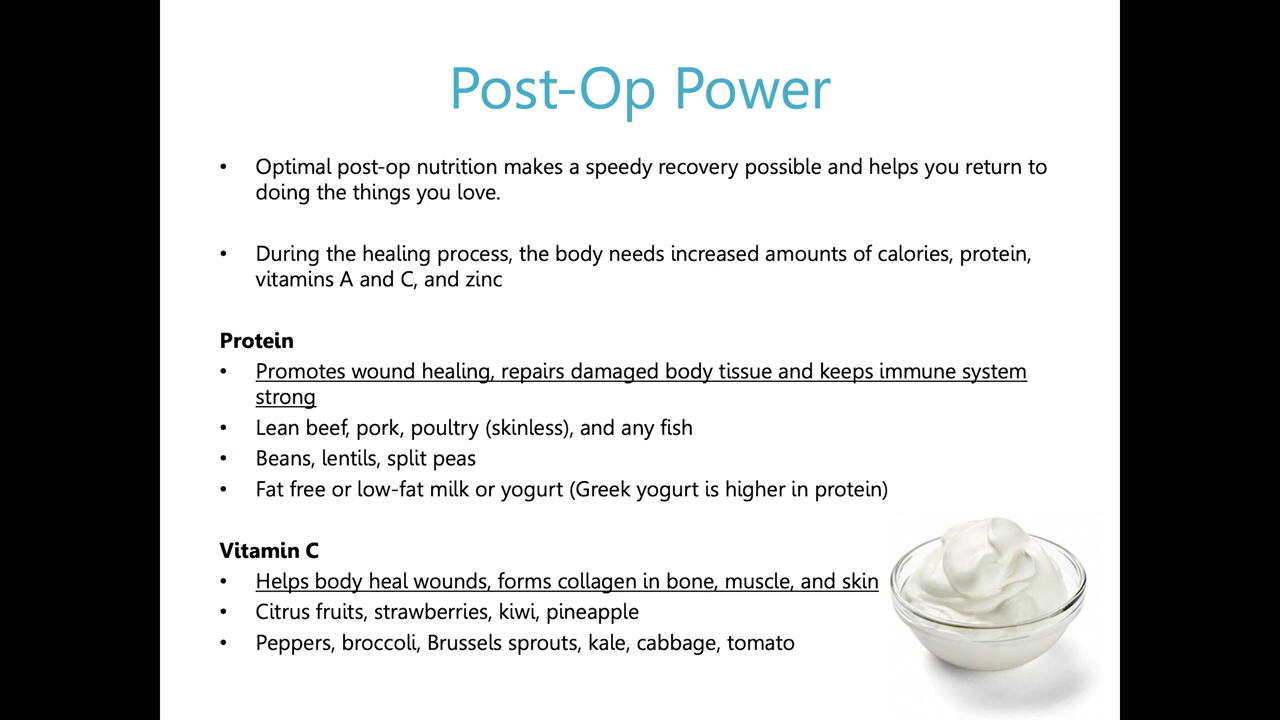 Post-Op Power
• Optimal post-op nutrition makes a speedy recovery possible and helps you return to
doing the things you love.
• During the healing process, the body needs increased amounts of calories, protein,
vitamins A and C, and zinc
Protein
• Promotes wound healing, repairs damaged body tissue and keeps immune system
strong
• Lean beef, pork, poultry (skinless), and any fish
• Beans, lentils, split peas
• Fat free or low-fat milk or yogurt (Greek yogurt is higher in protein)
Vitamin C
• Helps body heal wounds, forms collagen in bone, muscle, and skin
• Citrus fruits, strawberries, kiwi, pineapple
• Peppers, broccoli, Brussels sprouts, kale, cabbage, tomato